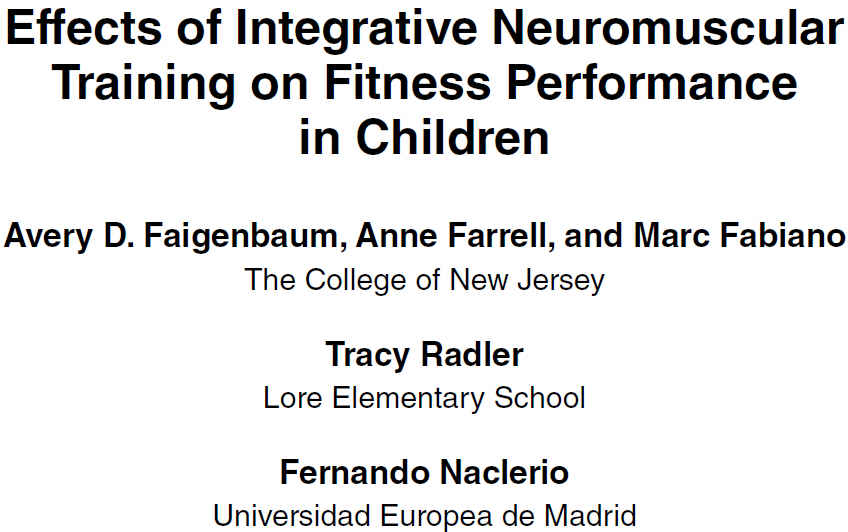 Effects of Integrative Neuromuscular
Training on Fitness Performance
in Children
Avery D. Faigenbaum, Anne Farrell, and Marc Fabiano
The College of New Jersey
Tracy Radler
Lore Elementary School
Fernando Naclerio
Universidad Europea de Madrid